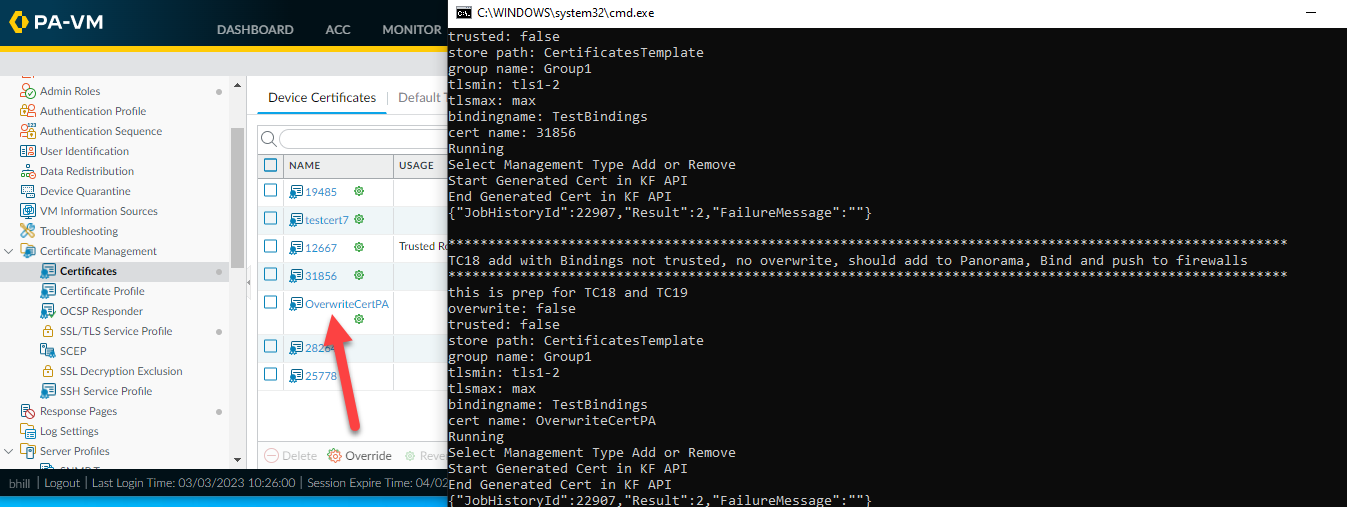 PA-VM
DASHBOARD
ACC
MONITOR
Admin Roles
Authentication Profile
Authentication Sequence
User Identification
Data Redistribution
Device Quarantine
VM Information Sources
Troubleshooting
Certificate Management
Certificates
Certificate Profile
OCSP Responder
SSL/TLS Service Profile
SCEP
SSL Decryption Exclusion
SSH Service Profile
Response Pages
Log Settings
Server Profiles
Device Certificates
Default
NAME
USAGE
19485
testcert7
12667
Trusted
31856
OverwriteCertPA
25778
Delete
Override
bhill | Logout | Last Login Time: 03/03/2023 10:26:00 | Session Expire Time: 04/02
C:\WINDOWS\system32\cmd.exe
trusted: false
store path: CertificatesTemplate
group name: Group1
tlsmin: tls1-2
tlsmax: max
bindingname: TestBindings
cert name: 31856
Running
Select Management Type Add or Remove
Start Generated Cert in KF API
End Generated Cert in KF API
{"JobHistoryId":22907,"Result":2,"FailureMessage":""}
********************************************************************************************************
TC18 add with Bindings not trusted, no overwrite, should add to Panorama, Bind and push to firewalls
********************************************************************************************************
this is prep for TC18 and TC19
overwrite: false
trusted: false
store path: CertificatesTemplate
group name: Group1
tlsmin: tls1-2
tlsmax: max
bindingname: TestBindings
cert name: OverwriteCertPA
Running
Select Management Type Add or Remove
Start Generated Cert in KF API
End Generated Cert in KF API
{"JobHistoryId":22907,"Result":2,"FailureMessage":""}